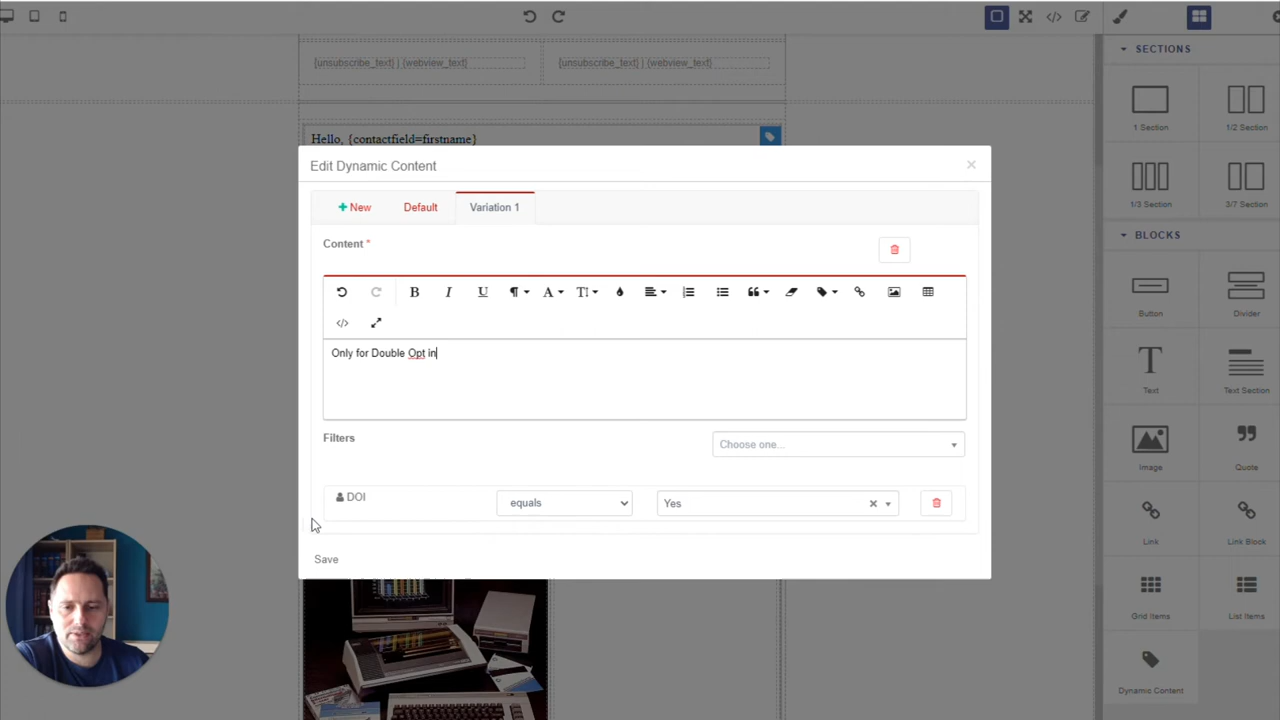 SECTIONS
1 Section
1/2 Section
1/3 Section
3/7 Section
BLOCKS
Button
Divider
Text
Text Section
Image
Quote
Link
Link Block
Grid Items
List Items
Dynamic Content
{unsubscribe_text} | {webview_text}
{unsubscribe_text} | {webview_text}
Hello, {contactfield=firstname}
Edit Dynamic Content
New
Default
Variation 1
Content *
Only for Double Opt in
Filters
Choose one...
DOI
equals
Yes
Save